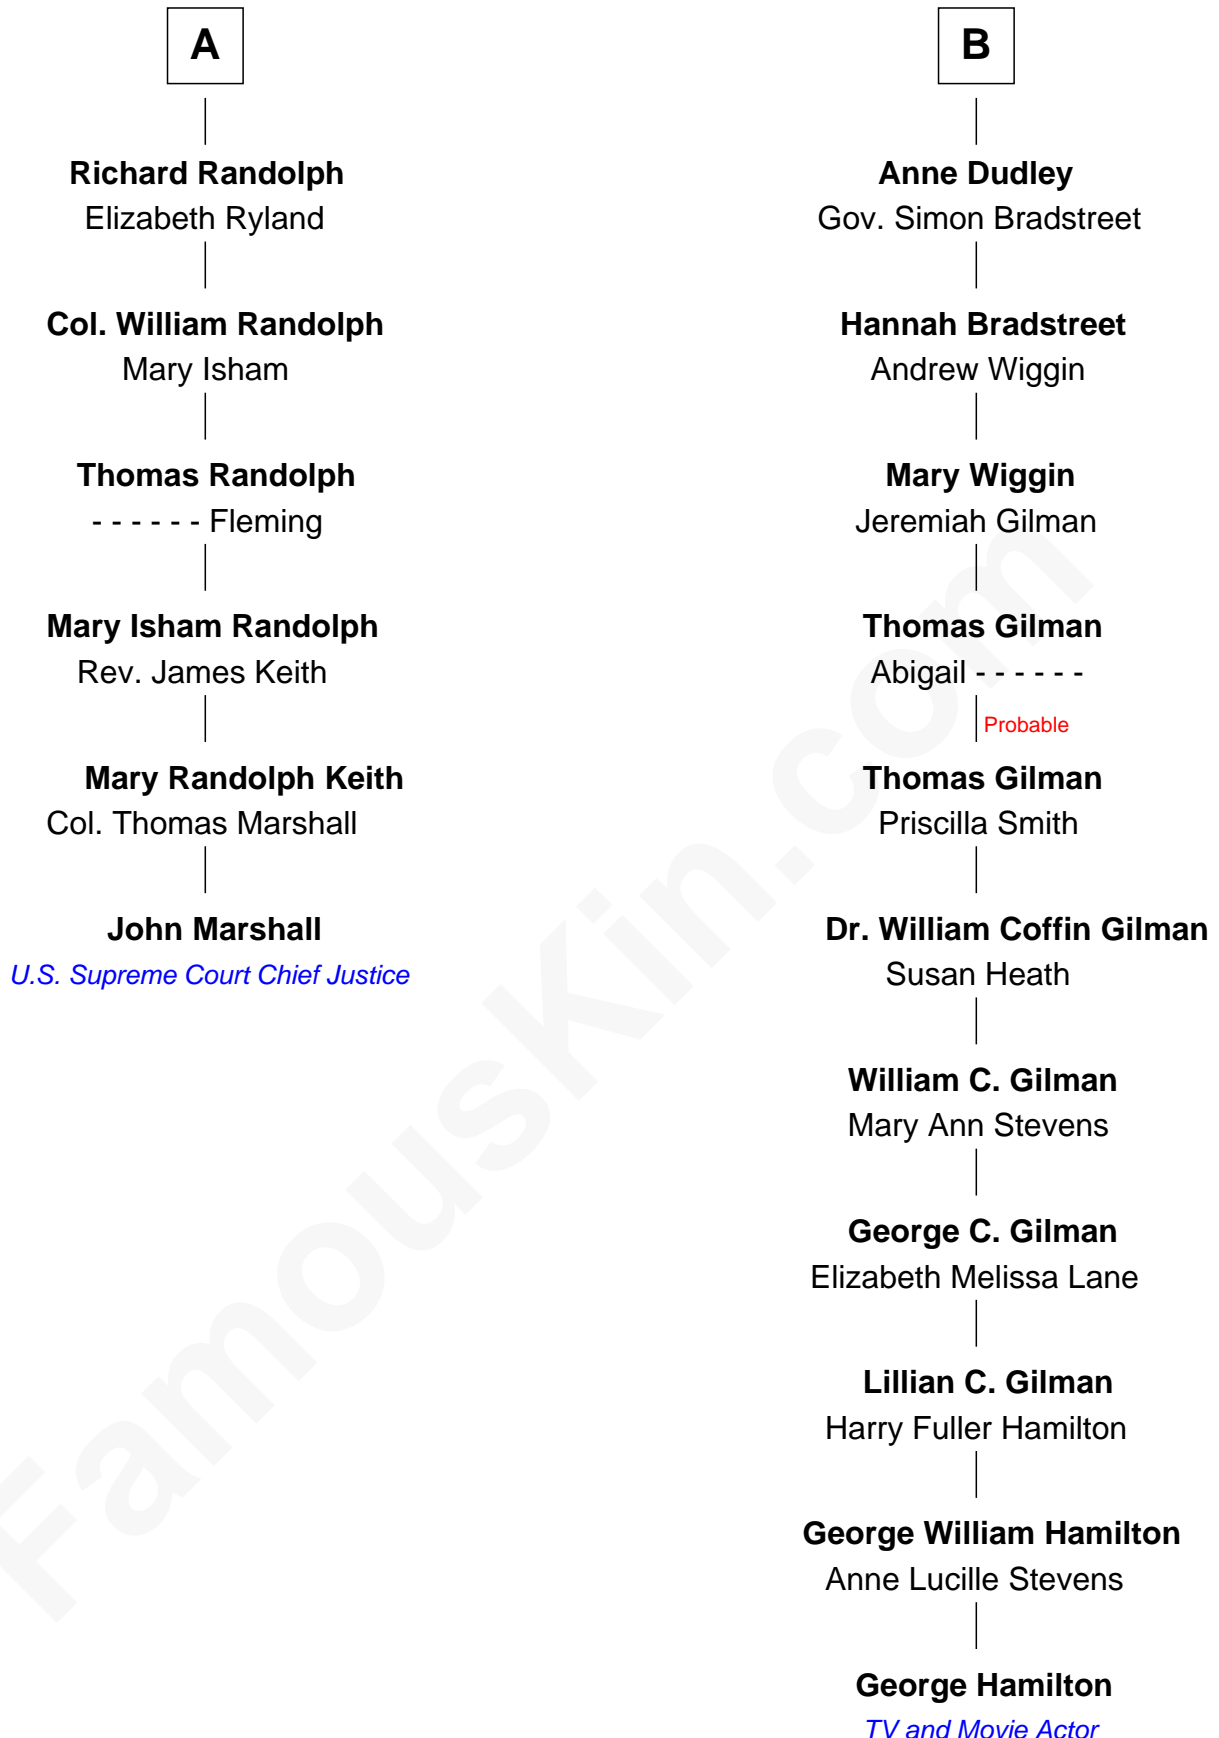 A
Richard Randolph
Elizabeth Ryland
Col. William Randolph
Mary Isham
Thomas Randolph
- - - - - - Fleming
Mary Isham Randolph
Rev. James Keith
Mary Randolph Keith
Col. Thomas Marshall
John Marshall
U.S. Supreme Court Chief Justice
B
Anne Dudley
Gov. Simon Bradstreet
Hannah Bradstreet
Andrew Wiggin
Mary Wiggin
Jeremiah Gilman
Thomas Gilman
Abigail - - - - - -
Probable
Thomas Gilman
Priscilla Smith
Dr. William Coffin Gilman
Susan Heath
William C. Gilman
Mary Ann Stevens
George C. Gilman
Elizabeth Melissa Lane
Lillian C. Gilman
Harry Fuller Hamilton
George William Hamilton
Anne Lucille Stevens
George Hamilton
TV and Movie Actor
FamousKin.com